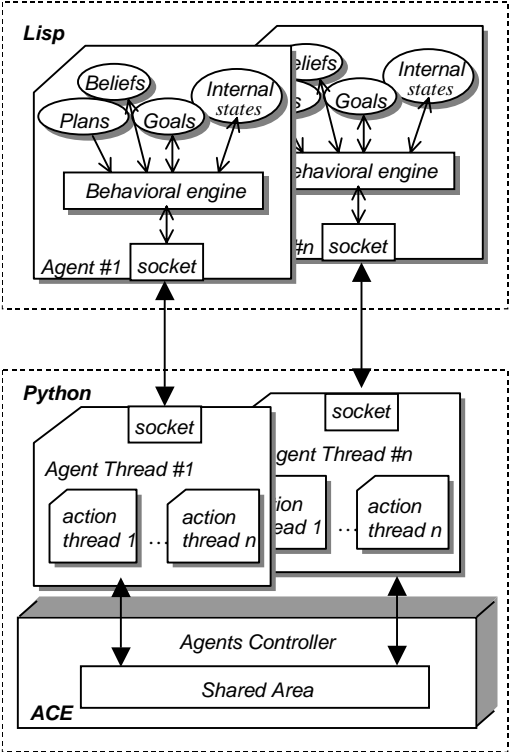 Lisp
Beliefs
Internal
states
Plans
Goals
Behavioral engine
Agent #1
socket
eliefs
Internal
states
s
Goals
ehavioral engine
#n
socket
Python
socket
Agent Thread #1
action
thread 1
...
action
thread n
socket
gent Thread #n
ion
ead 1
...
action
thread n
Agents Controller
Shared Area
ACE